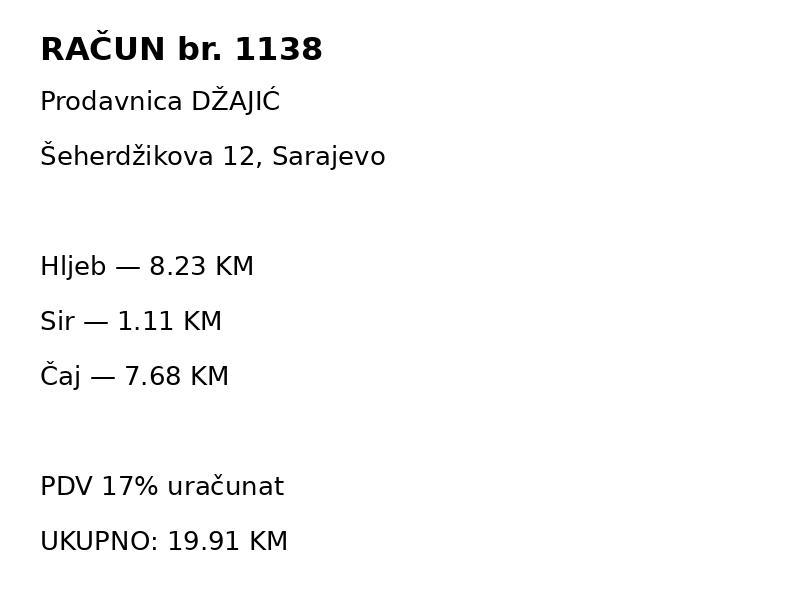 RAČUN br. 1138
Prodavnica DŽAJIĆ
Šeherdžikova 12, Sarajevo
Hljeb — 8.23 KM
Sir — 1.11 KM
Čaj — 7.68 KM
PDV 17% uračunat
UKUPNO: 19.91 KM